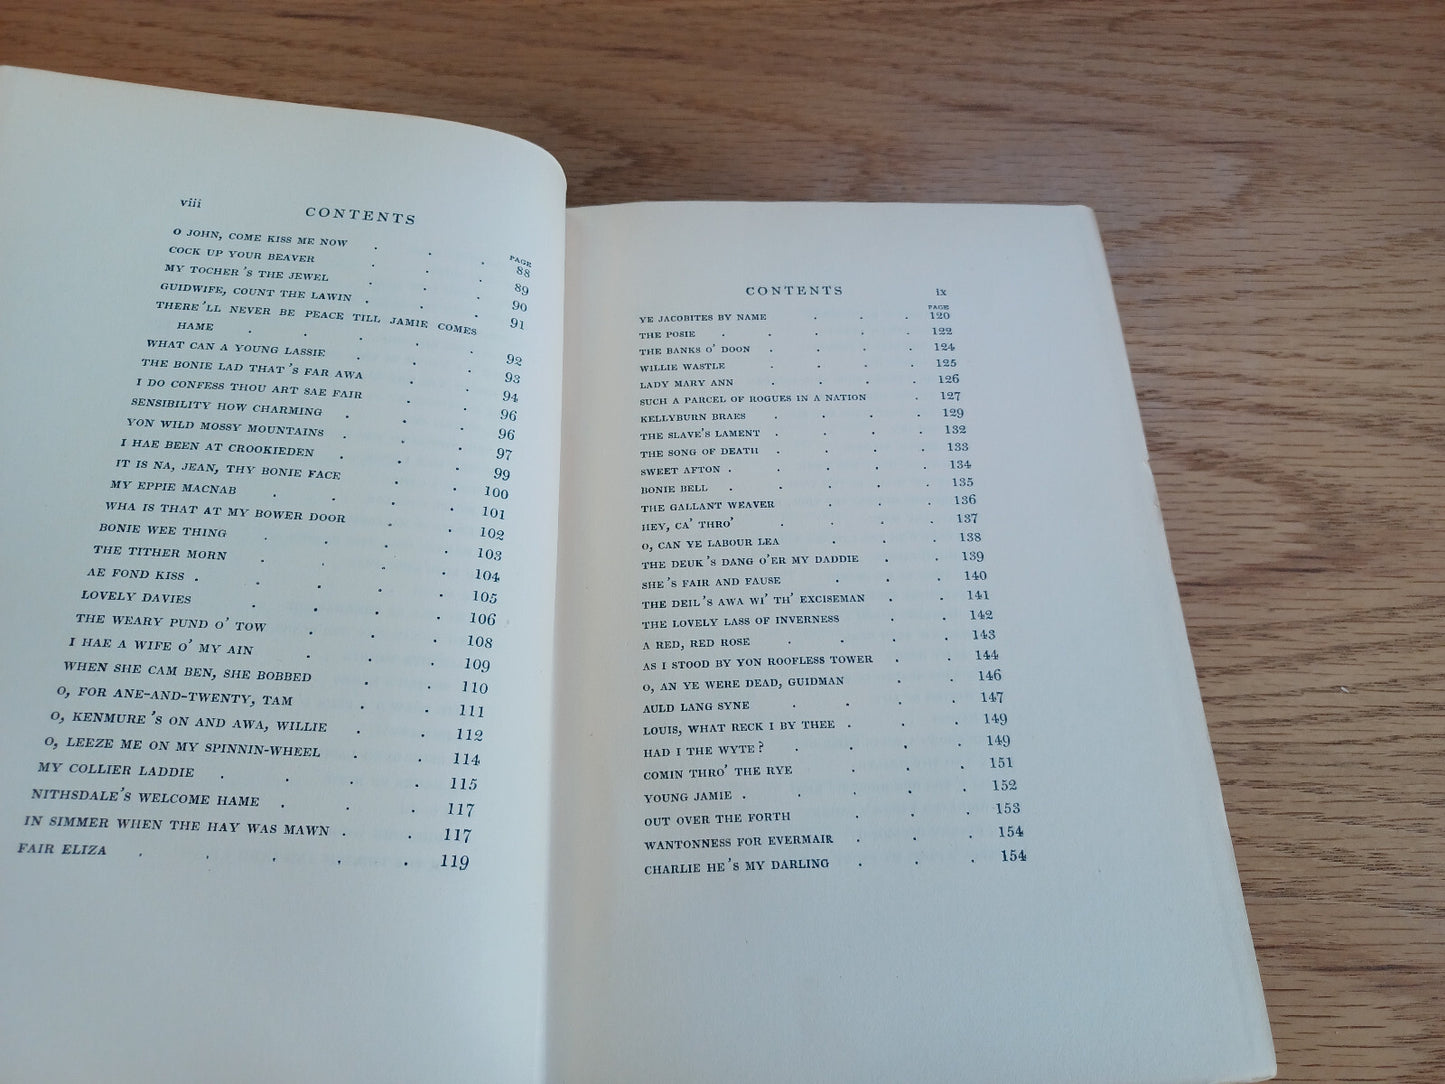 viii CONTENTS
PAGE
O JOHN, COME KISS ME NOW . . . 88
COCK UP YOUR BEAVER . . . 89
MY TOCHER'S THE JEWEL . . . 90
GUIDWIFE, COUNT THE LAWIN . . . 91
THERE'LL NEVER BE PEACE TILL JAMIE COMES
HAME . . . . . 92
WHAT CAN A YOUNG LASSIE . . . 93
THE BONIE LAD THAT'S FAR AWA . . 94
I DO CONFESS THOU ART SAE FAIR . . 96
SENSIBILITY HOW CHARMING . . . 96
YON WILD MOSSY MOUNTAINS . . . 97
I HAE BEEN AT CROOKIEDEN . . . 99
IT IS NA, JEAN, THY BONIE FACE . . 100
MY EPPIE MACNAB . . . . 101
WHA IS THAT AT MY BOWER DOOR . . 102
BONIE WEE THING . . . . 103
THE TITHER MORN . . . . 104
AE FOND KISS . . . . . 105
LOVELY DAVIES . . . . 106
THE WEARY PUND O' TOW . . . 108
I HAE A WIFE O' MY AIN . . . 109
WHEN SHE CAM BEN, SHE BOBBED . . 110
O, FOR ANE-AND-TWENTY, TAM . . 111
O, KENMURE'S ON AND AWA, WILLIE . . 112
O, LEEZE ME ON MY SPINNIN-WHEEL . . 114
MY COLLIER LADDIE . . . . 115
NITHSDALE'S WELCOME HAME . . . 117
IN SIMMER WHEN THE HAY WAS MAWN . . 117
FAIR ELIZA . . . . . 119
CONTENTS ix
PAGE
YE JACOBITES BY NAME . . . 120
THE POSIE . . . . . 122
THE BANKS O' DOON . . . . 124
WILLIE WASTLE . . . . 125
LADY MARY ANN . . . . 126
SUCH A PARCEL OF ROGUES IN A NATION . 127
KELLYBURN BRAES . . . . 129
THE SLAVE'S LAMENT . . . . 132
THE SONG OF DEATH . . . . 133
SWEET AFTON . . . . . 134
BONIE BELL . . . . . 135
THE GALLANT WEAVER . . . . 136
HEY, CA' THRO' . . . . 137
O, CAN YE LABOUR LEA . . . 138
THE DEUK'S DANG O'ER MY DADDIE . . 139
SHE'S FAIR AND FAUSE . . . 140
THE DEIL'S AWA WI' TH' EXCISEMAN . . 141
THE LOVELY LASS OF INVERNESS . . 142
A RED, RED ROSE . . . . 143
AS I STOOD BY YON ROOFLESS TOWER . . 144
O, AN YE WERE DEAD, GUIDMAN . . 146
AULD LANG SYNE . . . . 147
LOUIS, WHAT RECK I BY THEE . . . 149
HAD I THE WYTE? . . . . 149
COMIN THRO' THE RYE . . . 151
YOUNG JAMIE . . . . . 152
OUT OVER THE FORTH . . . 153
WANTONNESS FOR EVERMAIR . . . 154
CHARLIE HE'S MY DARLING . . . 154